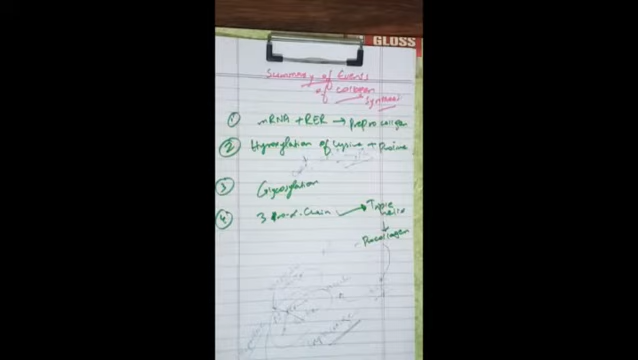 GLOSS
Summary of Events
of collagen
Synthesis
① mRNA + RER → preprocollagen
② Hyroxylation of lysine + Proline
③ Glycosylation
④ 3 pro-α-chain → Triple
helix
↓
Procollagen